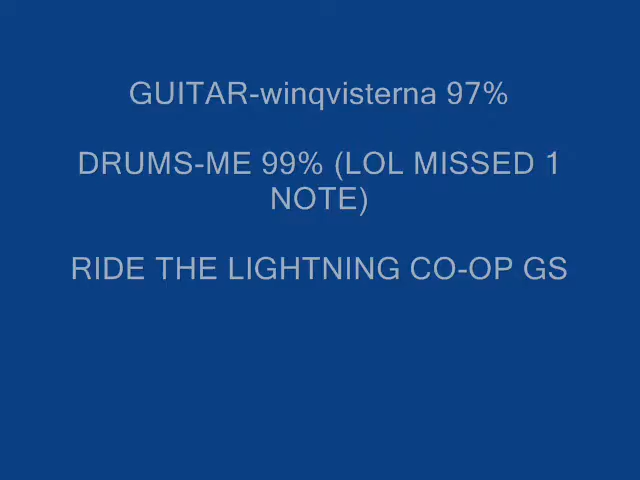 GUITAR-winqvisterna 97%
DRUMS-ME 99% (LOL MISSED 1
NOTE)
RIDE THE LIGHTNING CO-OP GS